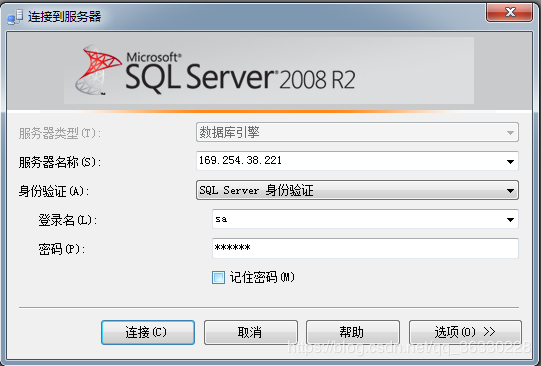 连接到服务器
Microsoft®
SQL Server® 2008 R2
服务器类型(T): 数据库引擎
服务器名称(S): 169.254.38.221
身份验证(A): SQL Server 身份验证
登录名(L): sa
密码(P): ******
记住密码(M)
连接(C) 取消 帮助 选项(O) >>
https://blog.csdn.net/qq_36330228